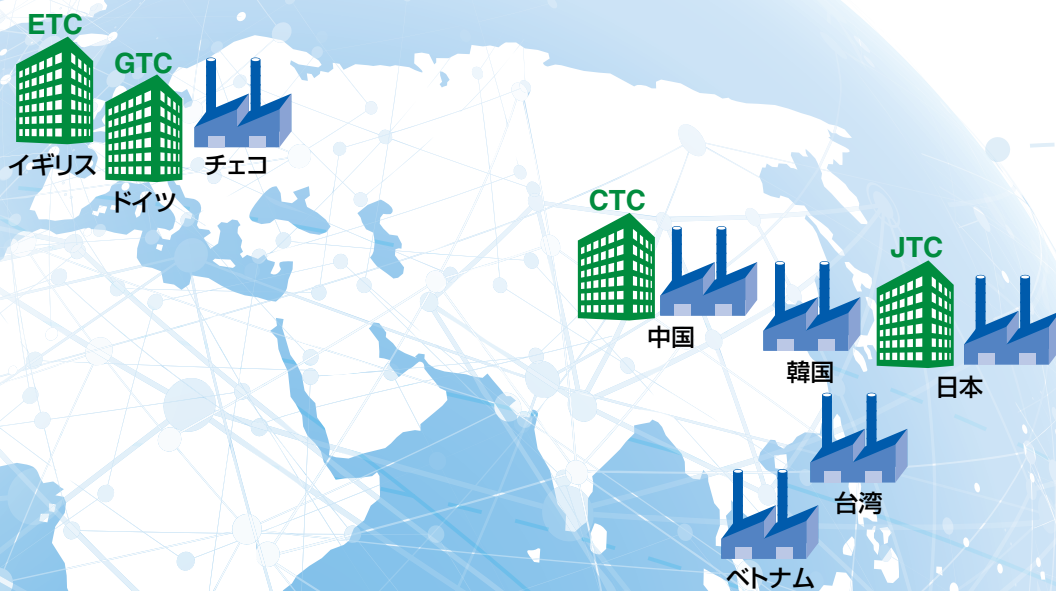 ETC
イギリス
GTC
ドイツ
チェコ
CTC
中国
韓国
JTC
日本
台湾
ベトナム